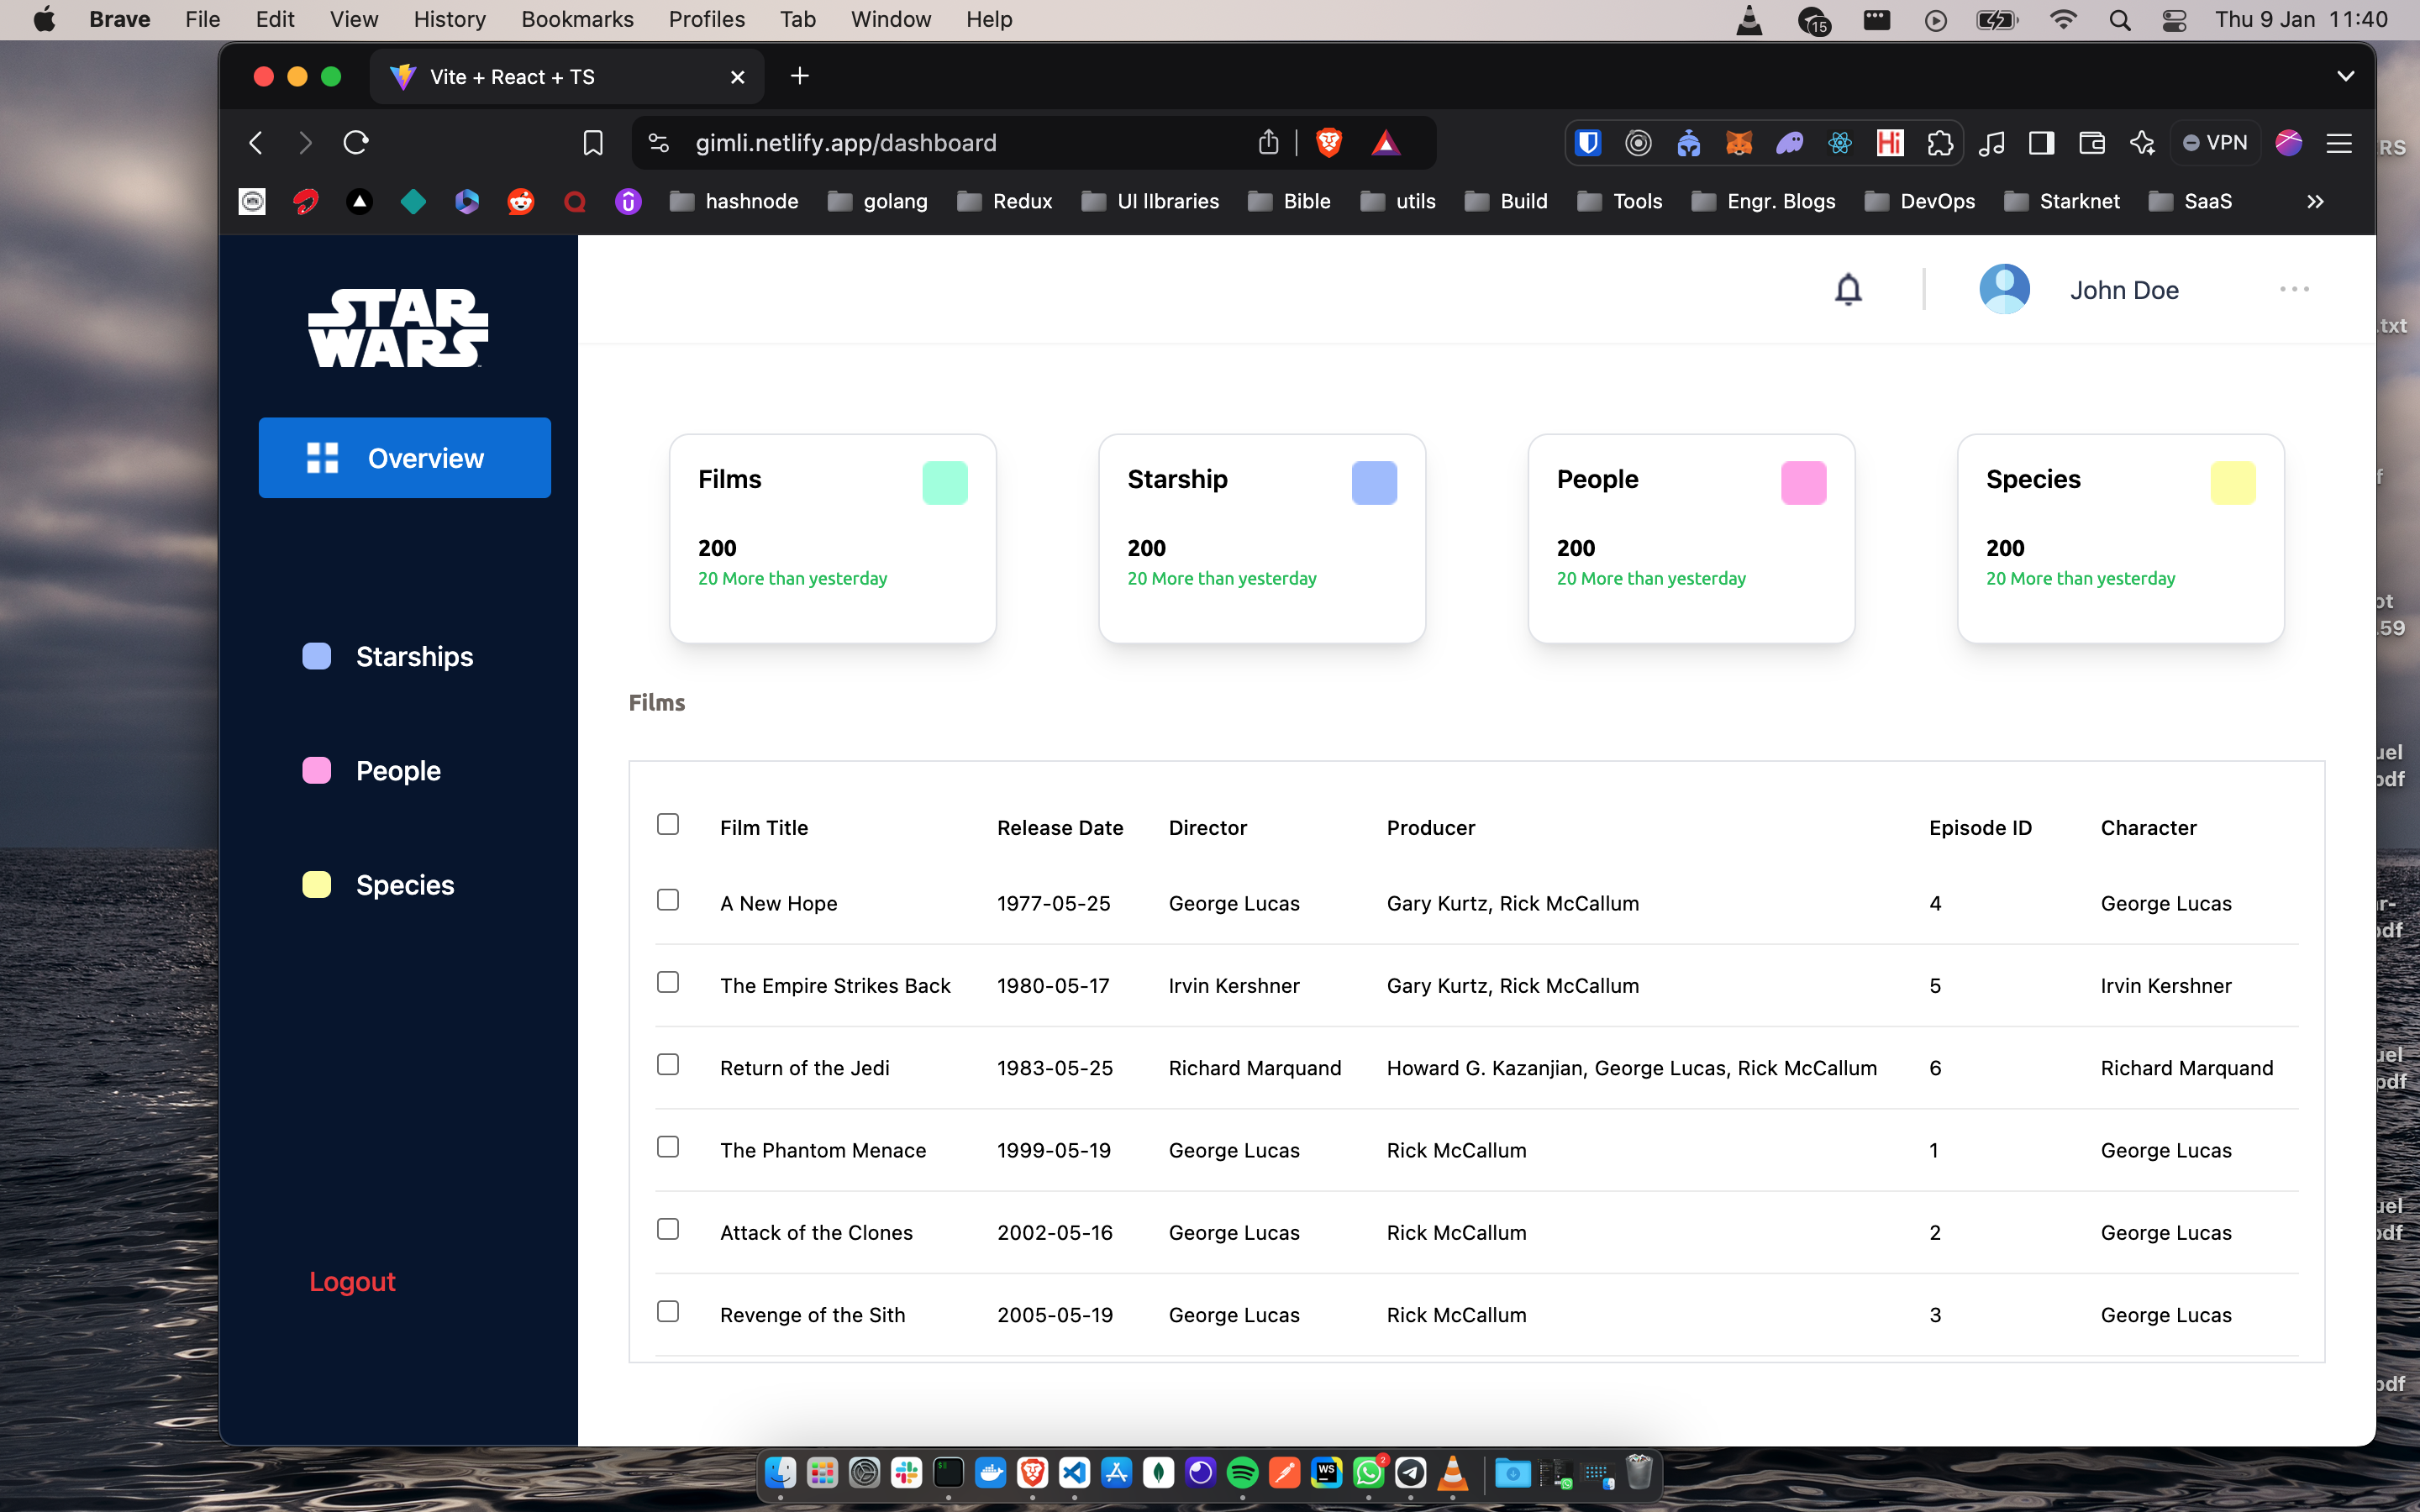 Brave File Edit View History Bookmarks Profiles Tab Window Help 15 Thu 9 Jan 11:40
Vite + React + TS
gimli.netlify.app/dashboard Hi VPN
hashnode golang Redux UI lIbraries Bible utils Build Tools Engr. Blogs DevOps Starknet SaaS
STAR WARS
John Doe
Overview
Starships
People
Species
Logout
Films
200
20 More than yesterday
Starship
200
20 More than yesterday
People
200
20 More than yesterday
Species
200
20 More than yesterday
Films
Film Title Release Date Director Producer Episode ID Character
A New Hope 1977-05-25 George Lucas Gary Kurtz, Rick McCallum 4 George Lucas
The Empire Strikes Back 1980-05-17 Irvin Kershner Gary Kurtz, Rick McCallum 5 Irvin Kershner
Return of the Jedi 1983-05-25 Richard Marquand Howard G. Kazanjian, George Lucas, Rick McCallum 6 Richard Marquand
The Phantom Menace 1999-05-19 George Lucas Rick McCallum 1 George Lucas
Attack of the Clones 2002-05-16 George Lucas Rick McCallum 2 George Lucas
Revenge of the Sith 2005-05-19 George Lucas Rick McCallum 3 George Lucas
WS 2